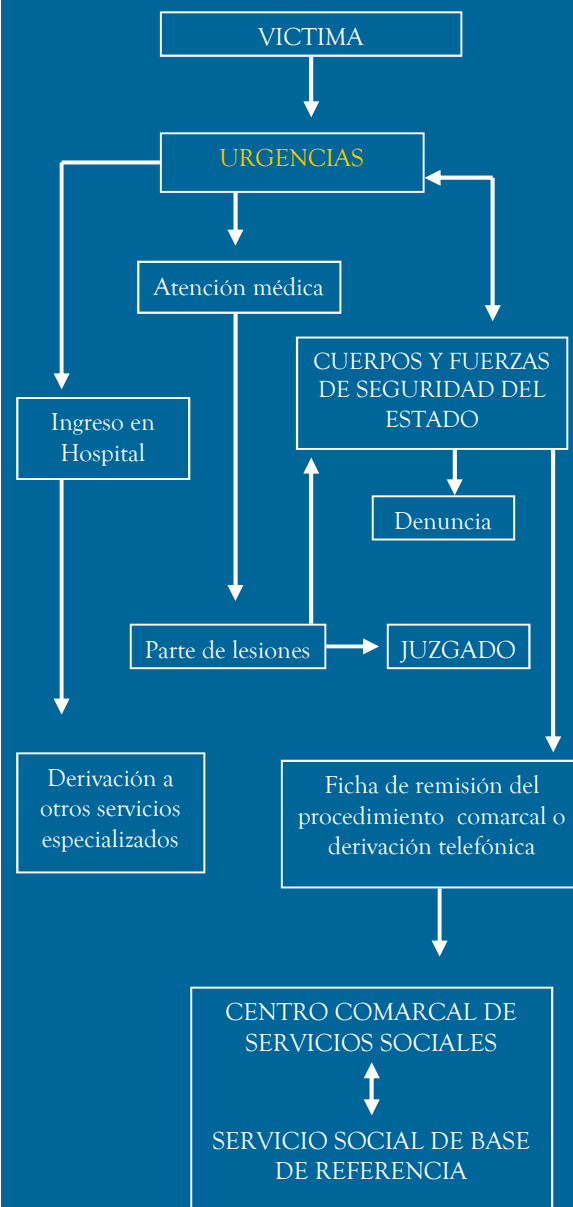 VICTIMA
URGENCIAS
Atención médica
CUERPOS Y FUERZAS
DE SEGURIDAD DEL
ESTADO
Ingreso en
Hospital
Denuncia
Parte de lesiones
JUZGADO
Derivación a
otros servicios
especializados
Ficha de remisión del
procedimiento comarcal o
derivación telefónica
CENTRO COMARCAL DE
SERVICIOS SOCIALES
SERVICIO SOCIAL DE BASE
DE REFERENCIA